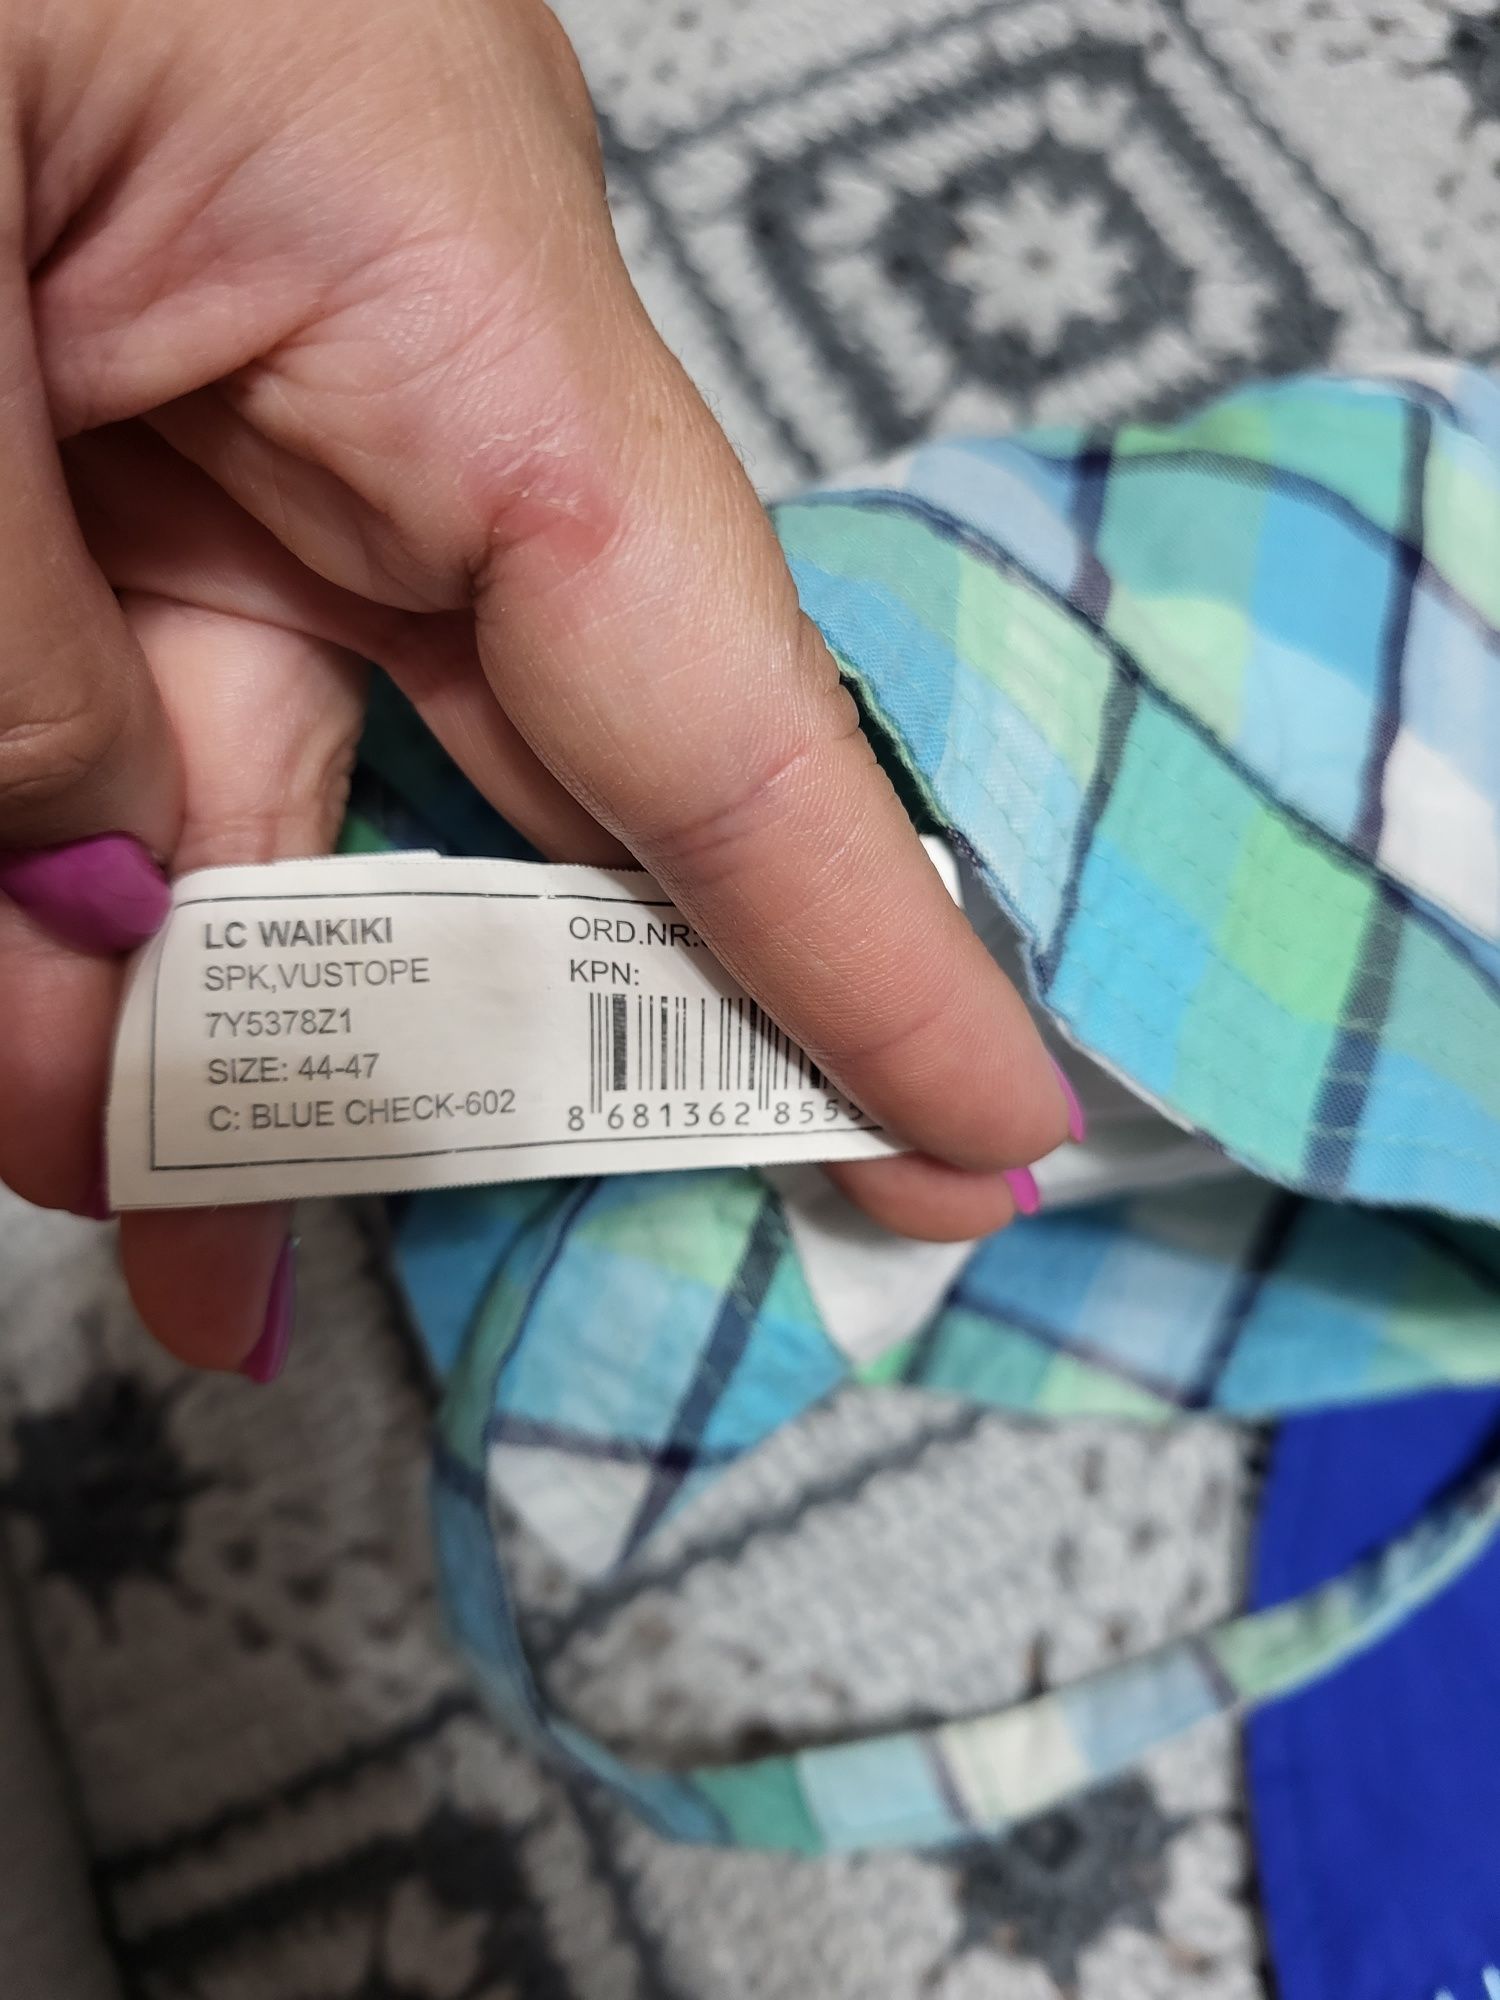 LC WAIKIKI
SPK,VUSTOPE
7Y5378Z1
SIZE: 44-47
C: BLUE CHECK-602
ORD.NR:
KPN:
8 681362 855